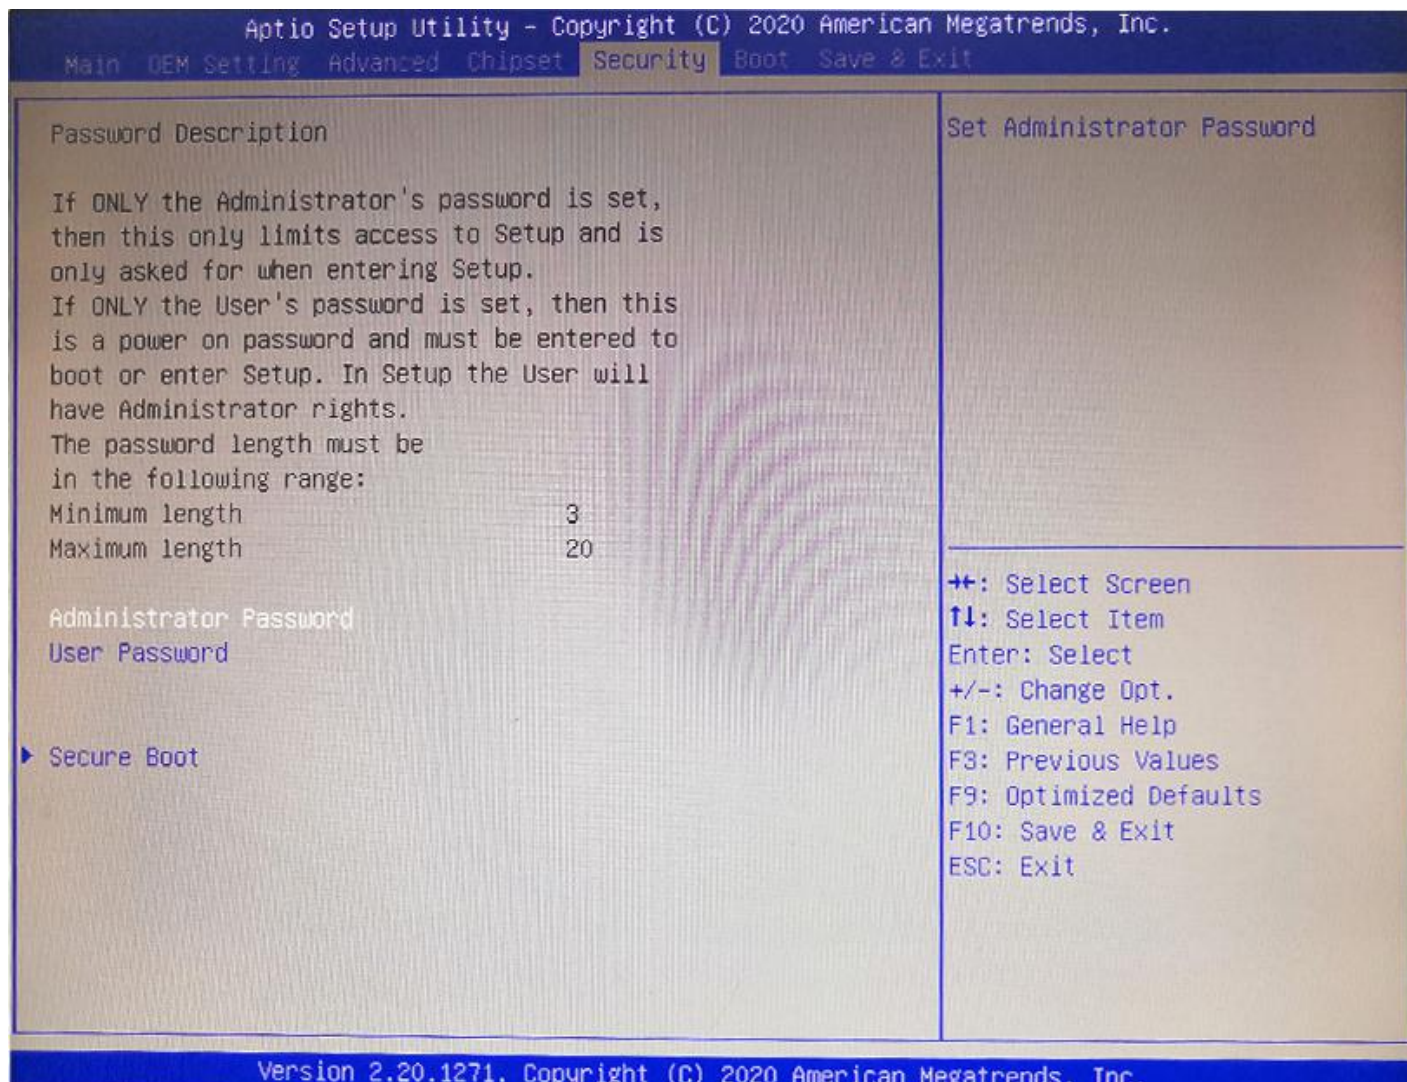 Aptio Setup Utility - Copyright (C) 2020 American Megatrends, Inc.
Main OEM Setting Advanced Chipset Security Boot Save & Exit
Password Description
If ONLY the Administrator's password is set,
then this only limits access to Setup and is
only asked for when entering Setup.
If ONLY the User's password is set, then this
is a power on password and must be entered to
boot or enter Setup. In Setup the User will
have Administrator rights.
The password length must be
in the following range:
Minimum length 3
Maximum length 20
Administrator Password
User Password
Secure Boot
Set Administrator Password
→←: Select Screen
↑↓: Select Item
Enter: Select
+/-: Change Opt.
F1: General Help
F3: Previous Values
F9: Optimized Defaults
F10: Save & Exit
ESC: Exit
Version 2.20.1271. Copyright (C) 2020 American Megatrends, Inc.